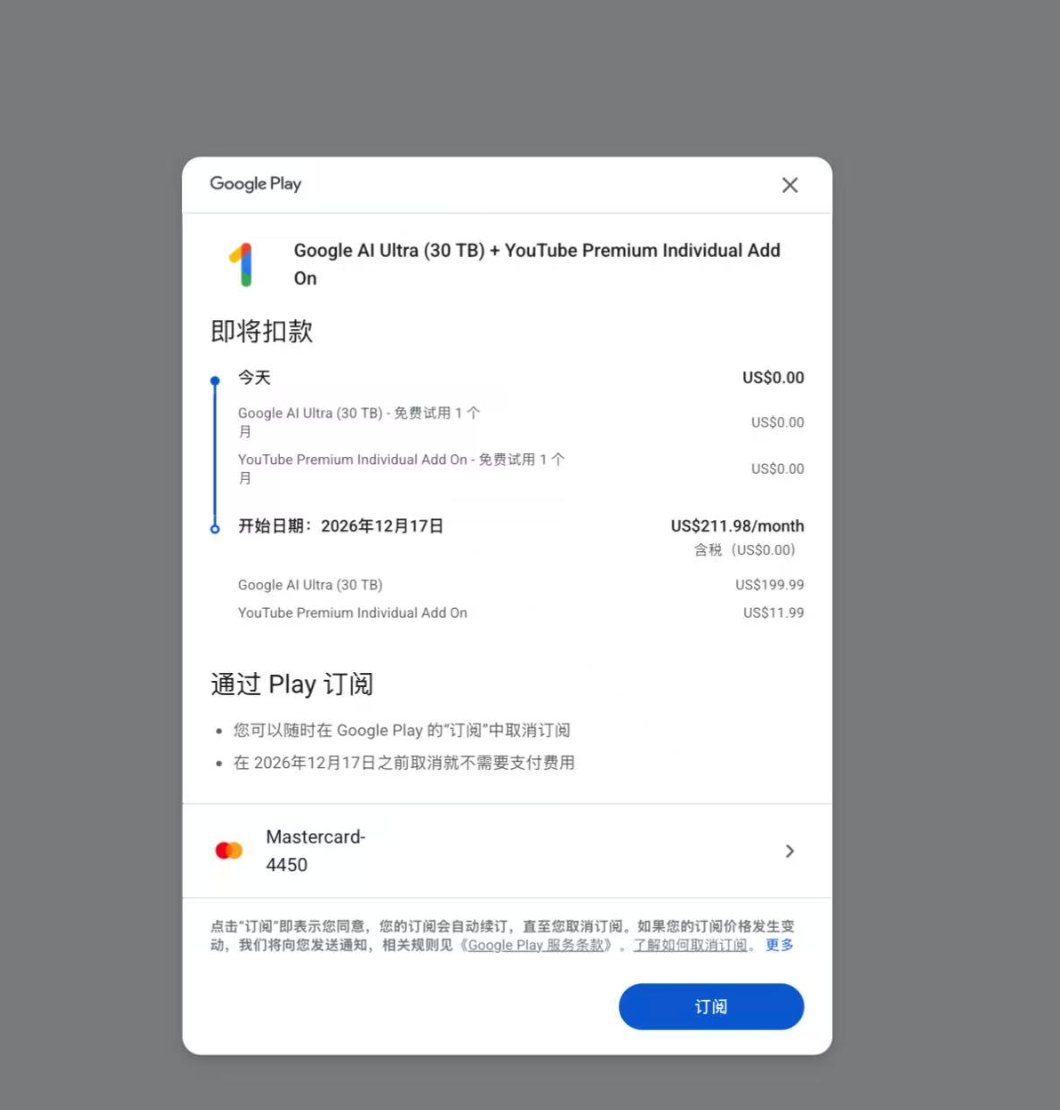 Google Play
Google AI Ultra (30 TB) + YouTube Premium Individual Add
On
即将扣款
今天 US$0.00
Google AI Ultra (30 TB) - 免费试用 1 个
月
US$0.00
YouTube Premium Individual Add On - 免费试用 1 个
月
US$0.00
开始日期：2026年12月17日 US$211.98/month
含税（US$0.00）
Google AI Ultra (30 TB) US$199.99
YouTube Premium Individual Add On US$11.99
通过 Play 订阅
• 您可以随时在 Google Play 的“订阅”中取消订阅
• 在 2026年12月17日之前取消就不需要支付费用
Mastercard-
4450
点击“订阅”即表示您同意，您的订阅会自动续订，直至您取消订阅。如果您的订阅价格发生变
动，我们将向您发送通知，相关规则见《Google Play 服务条款》。了解如何取消订阅。更多
订阅